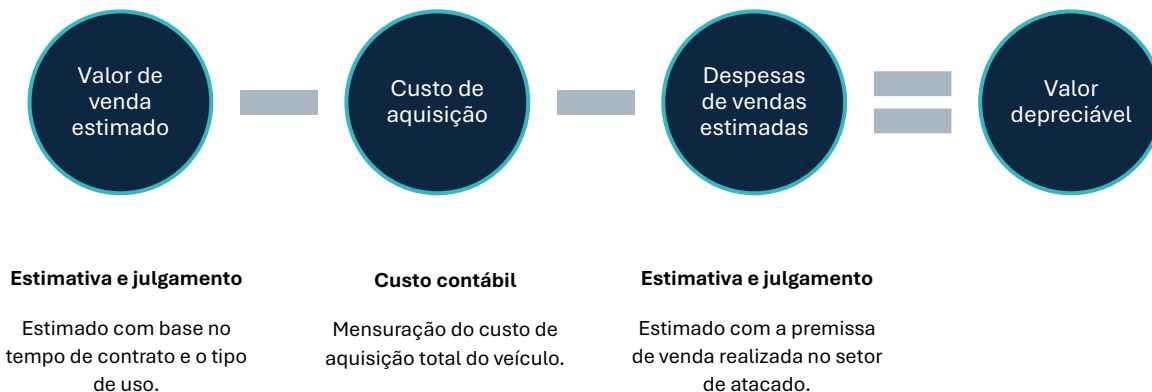 Valor de
venda
estimado
Custo de
aquisição
Despesas
de vendas
estimadas
Valor
depreciável
Estimativa e julgamento
Estimado com base no
tempo de contrato e o tipo
de uso.
Custo contábil
Mensuração do custo de
aquisição total do veículo.
Estimativa e julgamento
Estimado com a premissa
de venda realizada no setor
de atacado.